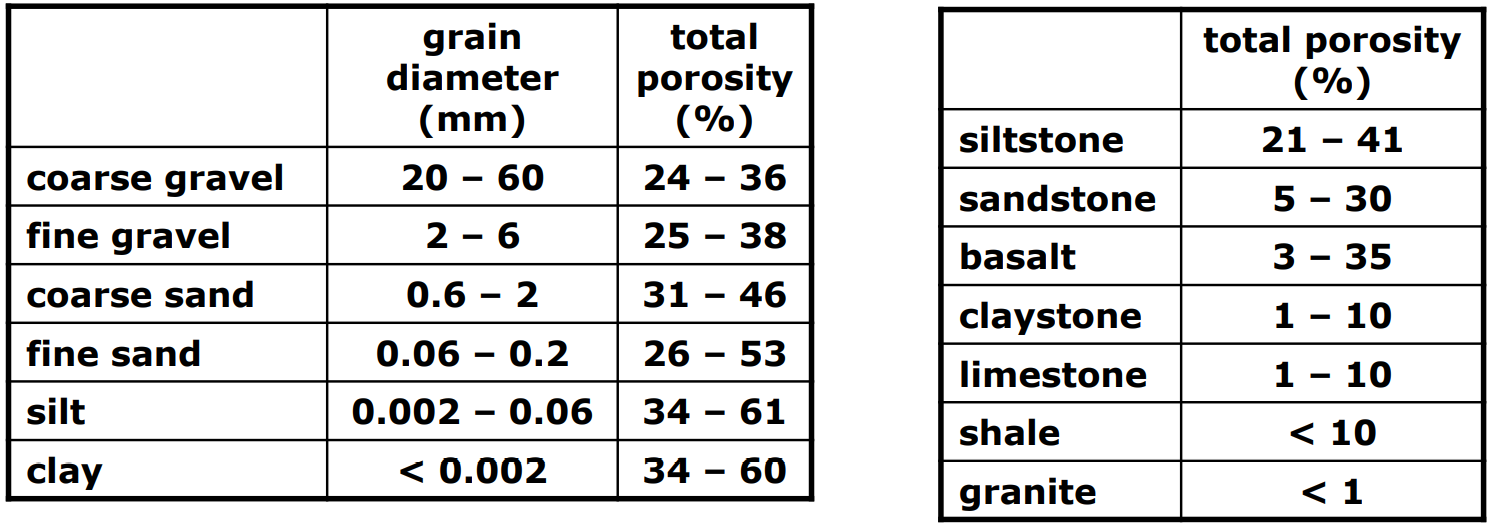 grain diameter (mm) total porosity (%)
coarse gravel 20 – 60 24 – 36
fine gravel 2 – 6 25 – 38
coarse sand 0.6 – 2 31 – 46
fine sand 0.06 – 0.2 26 – 53
silt 0.002 – 0.06 34 – 61
clay < 0.002 34 – 60
total porosity (%)
siltstone 21 – 41
sandstone 5 – 30
basalt 3 – 35
claystone 1 – 10
limestone 1 – 10
shale < 10
granite < 1